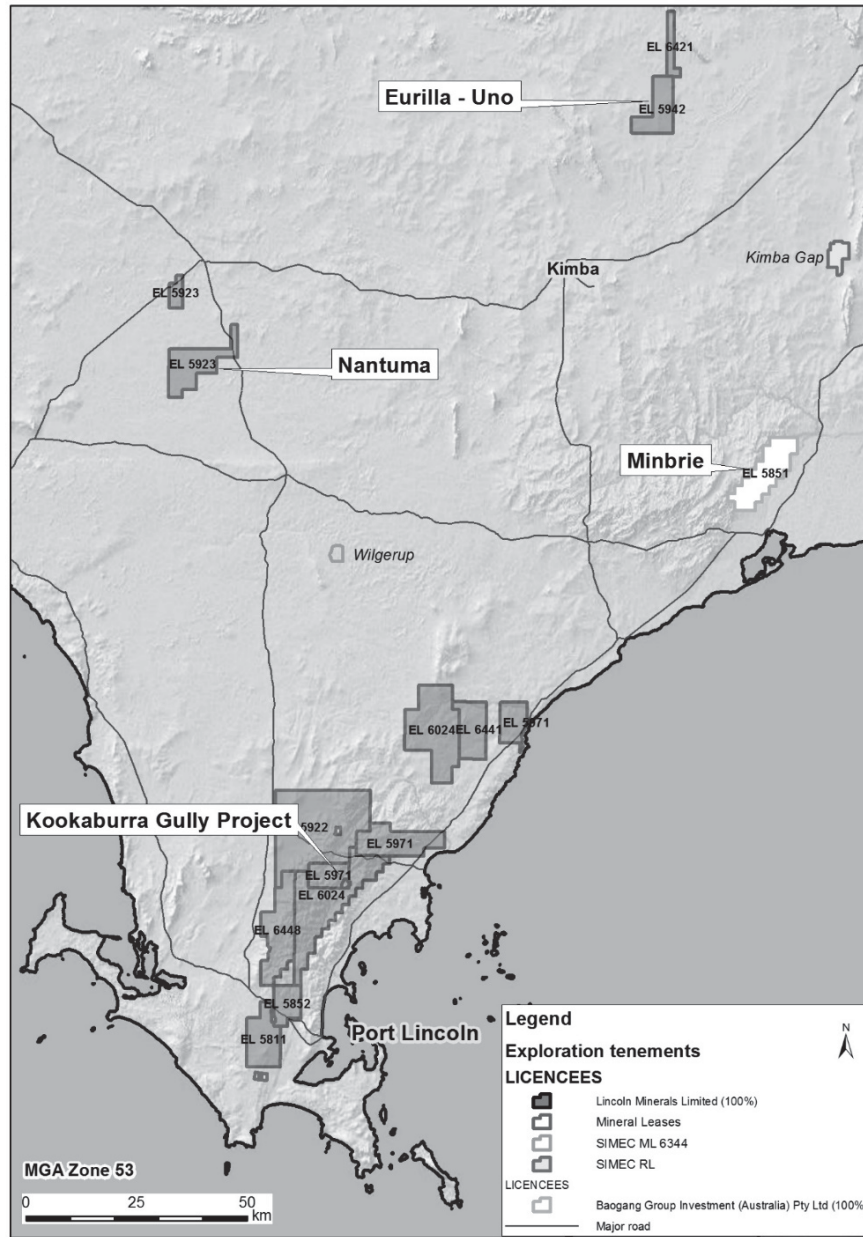 EL 6421
Eurilla - Uno
EL 5942
Kimba Gap
Kimba
EL 5923
EL 5923
Nantuma
Minbrie
EL 5851
Wilgerup
EL 6024
EL 6441
EL 5971
Kookaburra Gully Project
5922
EL 5971
EL 5971
EL 6024
EL 6448
EL 5852
EL 5811
Port Lincoln
MGA Zone 53
0 25 50
km
Legend
N
Exploration tenements
LICENCEES
Lincoln Minerals Limited (100%)
Mineral Leases
SIMEC ML 6344
SIMEC RL
LICENCEES
Baogang Group Investment (Australia) Pty Ltd (100%
Major road